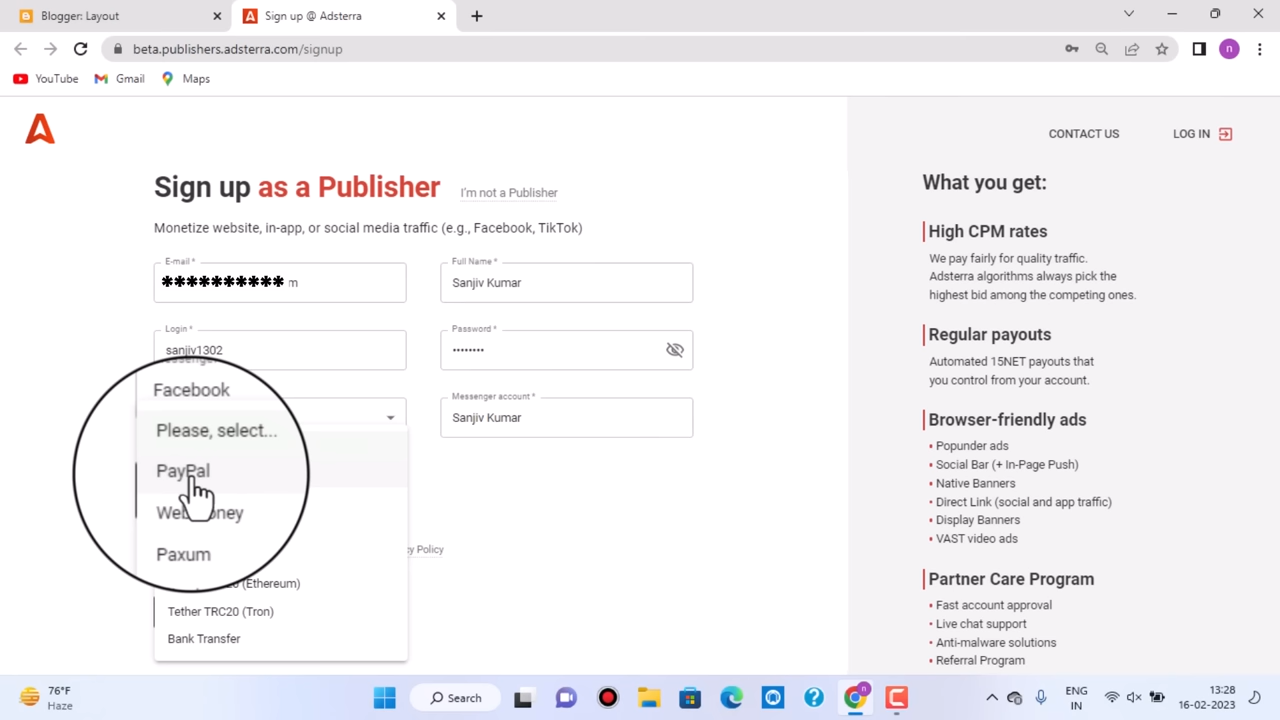 Blogger: Layout
Sign up @ Adsterra
beta.publishers.adsterra.com/signup
n
YouTube
Gmail
Maps
CONTACT US
LOG IN
Sign up as a Publisher
I'm not a Publisher
Monetize website, in-app, or social media traffic (e.g., Facebook, TikTok)
E-mail *
********** m
Full Name *
Sanjiv Kumar
Login *
sanjiv1302
Password *
••••••••
Messenger account *
Sanjiv Kumar
Facebook
Please, select...
PayPal
WebMoney
Paxum
(Ethereum)
Tether TRC20 (Tron)
Bank Transfer
Policy
What you get:
High CPM rates
We pay fairly for quality traffic.
Adsterra algorithms always pick the
highest bid among the competing ones.
Regular payouts
Automated 15NET payouts that
you control from your account.
Browser-friendly ads
• Popunder ads
• Social Bar (+ In-Page Push)
• Native Banners
• Direct Link (social and app traffic)
• Display Banners
• VAST video ads
Partner Care Program
• Fast account approval
• Live chat support
• Anti-malware solutions
• Referral Program
76°F
Haze
Search
n
ENG
IN
13:28
16-02-2023